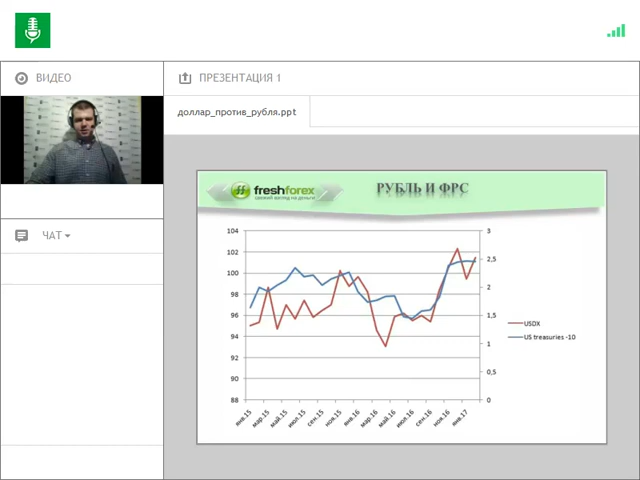 ВИДЕО
ПРЕЗЕНТАЦИЯ 1
доллар_против_рубля.ppt
ЧАТ
freshforex
свежий взгляд на деньги
РУБЛЬ И ФРС
104
102
100
98
96
94
92
90
88
3
2,5
2
1,5
1
0,5
0
янв.15
мар.15
май.15
июл.15
сен.15
ноя.15
янв.16
мар.16
май.16
июл.16
сен.16
ноя.16
янв.17
USDX
US treasuries -10